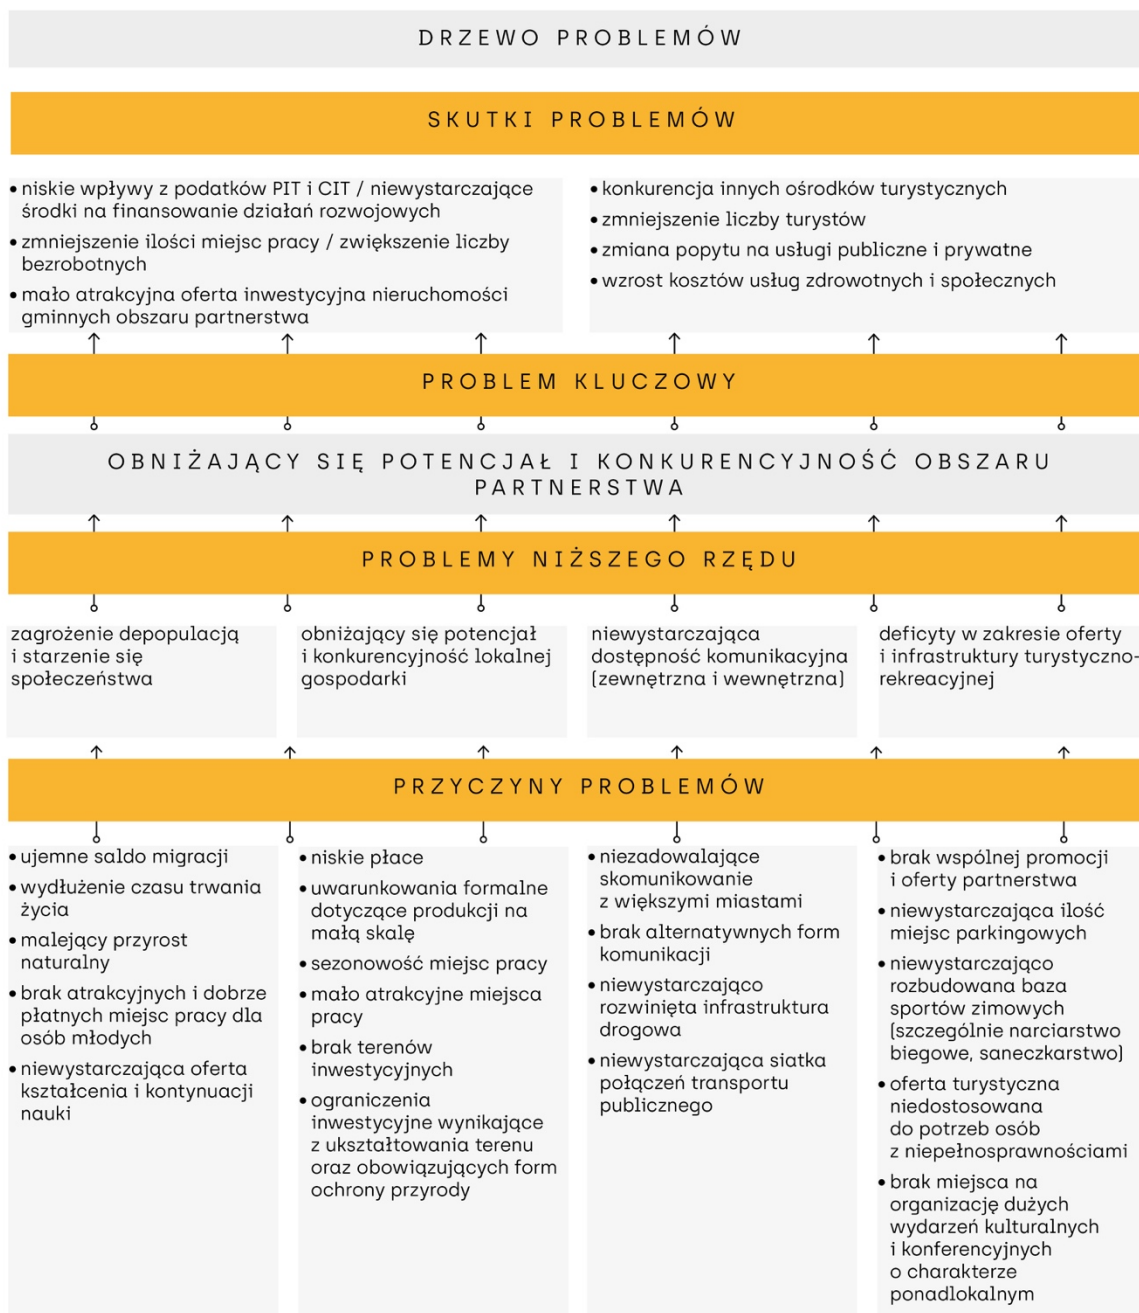 DRZEWO PROBLEMÓW
SKUTKI PROBLEMÓW
• niskie wpływy z podatków PIT i CIT / niewystarczające
środki na finansowanie działań rozwojowych
• zmniejszenie ilości miejsc pracy / zwiększenie liczby
bezrobotnych
• mało atrakcyjna oferta inwestycyjna nieruchomości
gminnych obszaru partnerstwa
• konkurencja innych ośrodków turystycznych
• zmniejszenie liczby turystów
• zmiana popytu na usługi publiczne i prywatne
• wzrost kosztów usług zdrowotnych i społecznych
PROBLEM KLUCZOWY
OBNIŻAJĄCY SIĘ POTENCJAŁ I KONKURENCYJNOŚĆ OBSZARU
PARTNERSTWA
PROBLEMY NIŻSZEGO RZĘDU
zagrożenie depopulacją
i starzenie się
społeczeństwa
obniżający się potencjał
i konkurencyjność lokalnej
gospodarki
niewystarczająca
dostępność komunikacyjna
(zewnętrzna i wewnętrzna)
deficyty w zakresie oferty
i infrastruktury turystyczno-
rekreacyjnej
PRZYCZYNY PROBLEMÓW
• ujemne saldo migracji
• wydłużenie czasu trwania
życia
• malejący przyrost
naturalny
• brak atrakcyjnych i dobrze
płatnych miejsc pracy dla
osób młodych
• niewystarczająca oferta
kształcenia i kontynuacji
nauki
• niskie płace
• uwarunkowania formalne
dotyczące produkcji na
małą skalę
• sezonowość miejsc pracy
• mało atrakcyjne miejsca
pracy
• brak terenów
inwestycyjnych
• ograniczenia
inwestycyjne wynikające
z ukształtowania terenu
oraz obowiązujących form
ochrony przyrody
• niezadowalające
skomunikowanie
z większymi miastami
• brak alternatywnych form
komunikacji
• niewystarczająco
rozwinięta infrastruktura
drogowa
• niewystarczająca siatka
połączeń transportu
publicznego
• brak wspólnej promocji
i oferty partnerstwa
• niewystarczająca ilość
miejsc parkingowych
• niewystarczająco
rozbudowana baza
sportów zimowych
(szczególnie narciarstwo
biegowe, saneczkarstwo)
• oferta turystyczna
niedostosowana
do potrzeb osób
z niepełnosprawnościami
• brak miejsca na
organizację dużych
wydarzeń kulturalnych
i konferencyjnych
o charakterze
ponadlokalnym